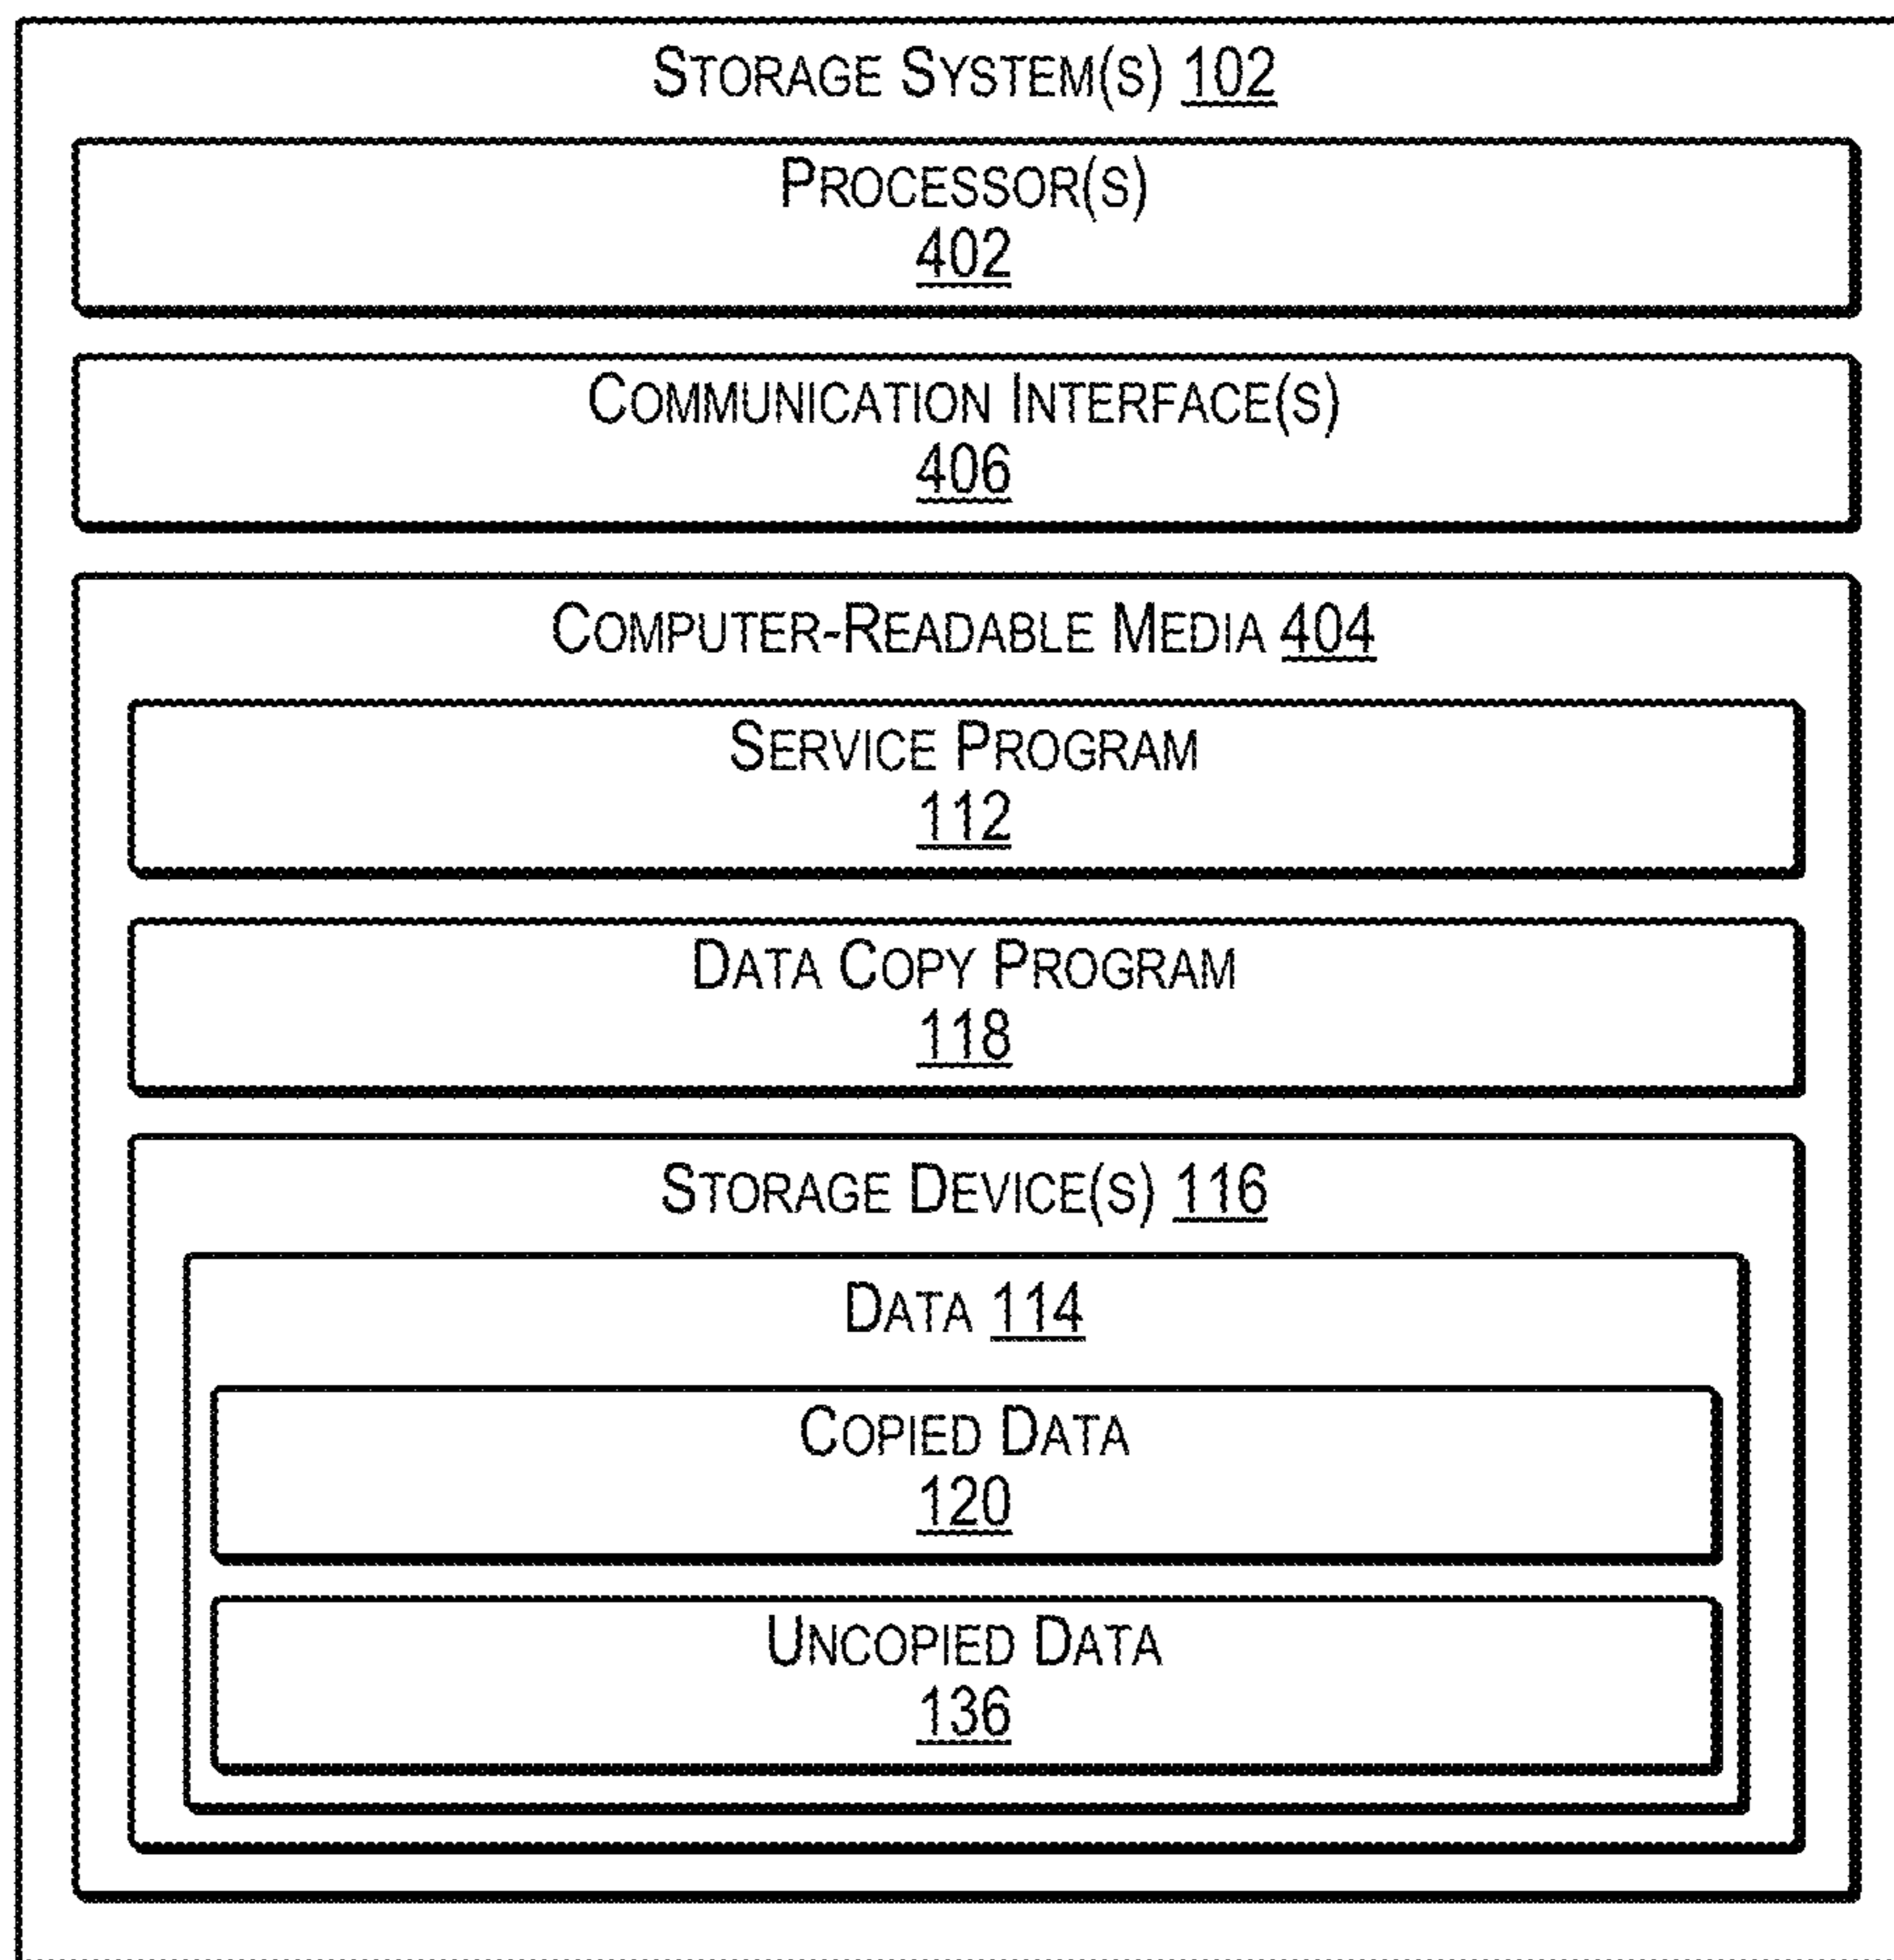 STORAGE SYSTEM(S) 102
PROCESSOR(S)
402
COMMUNICATION INTERFACE(S)
406
COMPUTER-READABLE MEDIA 404
SERVICE PROGRAM
112
DATA COPY PROGRAM
118
STORAGE DEVICE(S) 116
DATA 114
COPIED DATA
120
UNCOPIED DATA
136